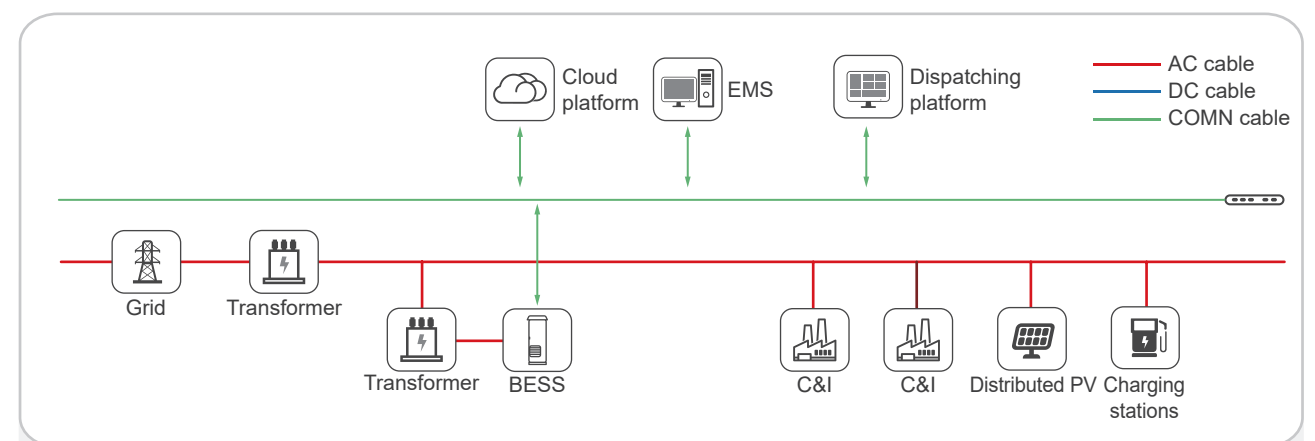 Cloud
platform
EMS
Dispatching
platform
AC cable
DC cable
COMN cable
Grid
Transformer
Transformer
BESS
C&I
C&I
Distributed PV
Charging
stations